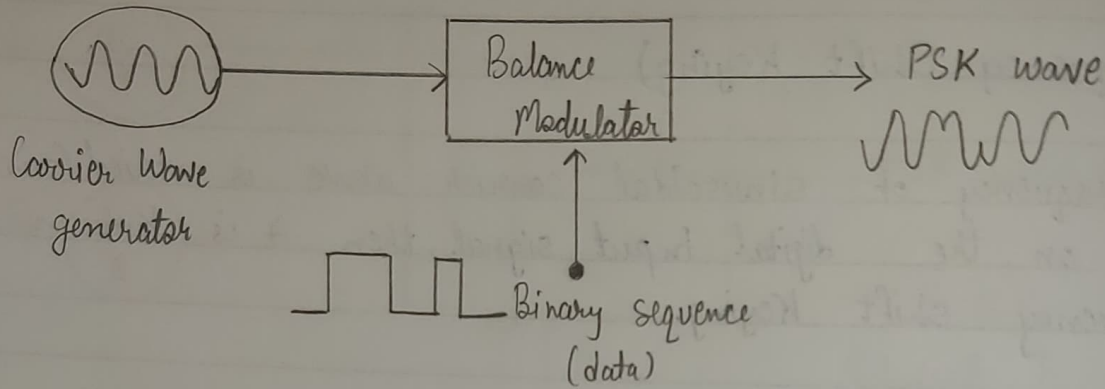 Balance
Modulator
PSK wave
Carrier Wave
generator
Binary sequence
(data)